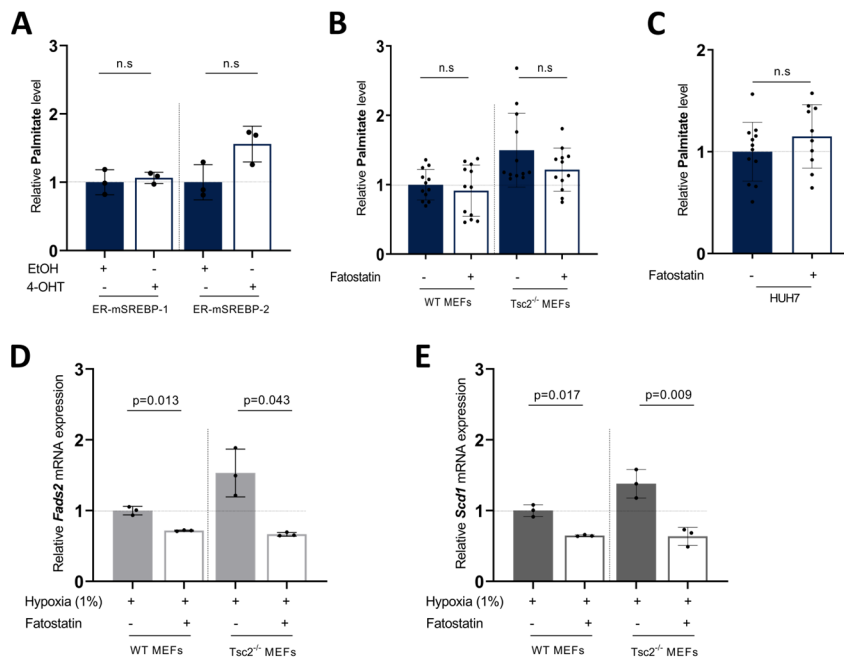 A
Relative Palmitate level
3
2
1
0
n.s
n.s
EtOH + - + -
4-OHT - + - +
ER-mSREBP-1 ER-mSREBP-2
B
Relative Palmitate level
3
2
1
0
n.s
n.s
Fatostatin - + - +
WT MEFs Tsc2-/- MEFs
C
Relative Palmitate level
2
1
0
n.s
Fatostatin - +
HUH7
D
Relative Fads2 mRNA expression
3
2
1
0
p=0.013
p=0.043
Hypoxia (1%) + + + +
Fatostatin - + - +
WT MEFs Tsc2-/- MEFs
E
Relative Scd1 mRNA expression
3
2
1
0
p=0.017
p=0.009
Hypoxia (1%) + + + +
Fatostatin - + - +
WT MEFs Tsc2-/- MEFs